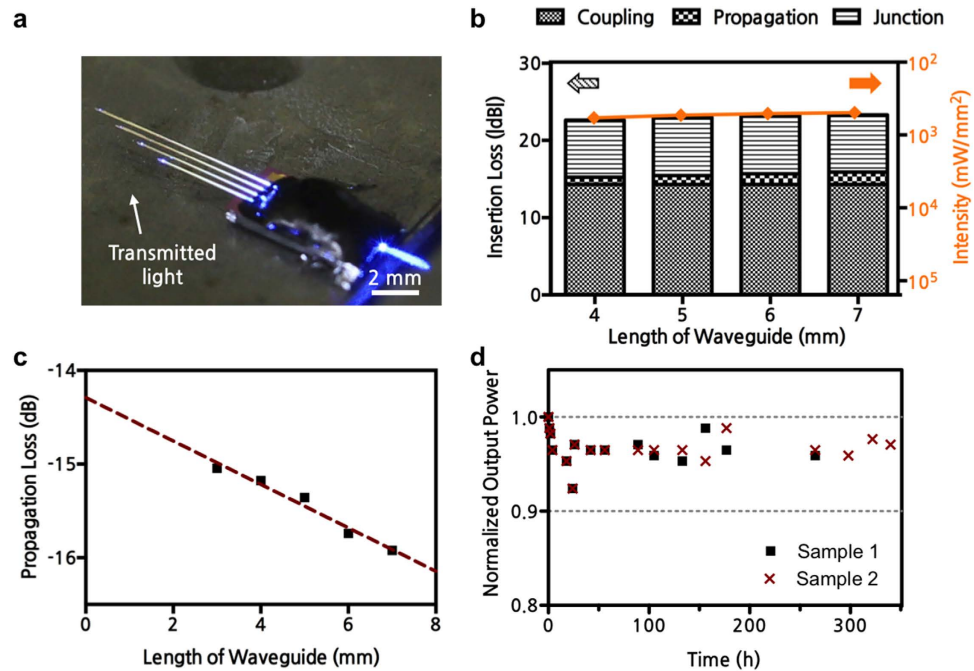 a
Transmitted
light
2 mm
b
Coupling Propagation Junction
Insertion Loss (|dB|)
30
20
10
0
4 5 6 7
Length of Waveguide (mm)
10²
10³
10⁴
10⁵
Intensity (mW/mm²)
c
Propagation Loss (dB)
-14
-15
-16
0 2 4 6 8
Length of Waveguide (mm)
d
Normalized Output Power
1.0
0.9
0.8
Sample 1
Sample 2
0 100 200 300
Time (h)